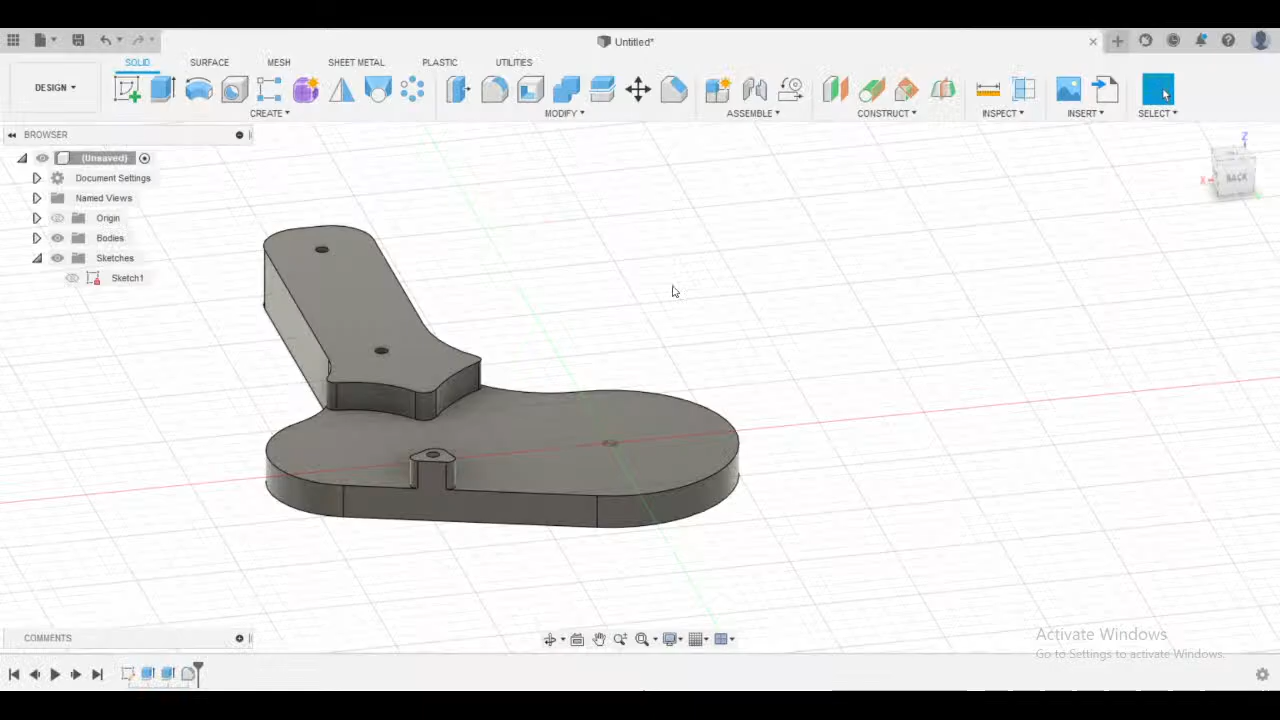 Untitled*
SOLID SURFACE MESH SHEET METAL PLASTIC UTILITIES
DESIGN
CREATE MODIFY ASSEMBLE CONSTRUCT INSPECT INSERT SELECT
BROWSER
(Unsaved)
Document Settings
Named Views
Origin
Bodies
Sketches
Sketch1
Z
X
BACK
COMMENTS
Activate Windows
Go to Settings to activate Windows.